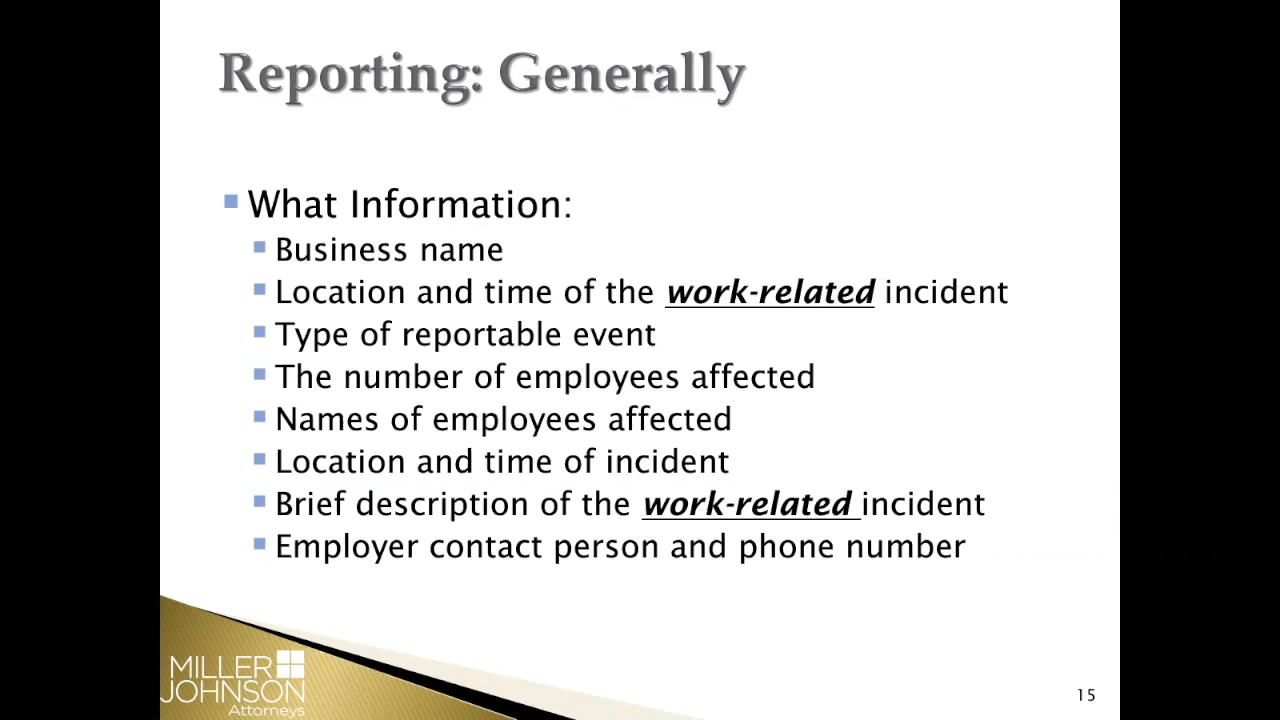 Reporting: Generally
What Information:
Business name
Location and time of the work-related incident
Type of reportable event
The number of employees affected
Names of employees affected
Location and time of incident
Brief description of the work-related incident
Employer contact person and phone number
MILLER
JOHNSON
Attorneys
15